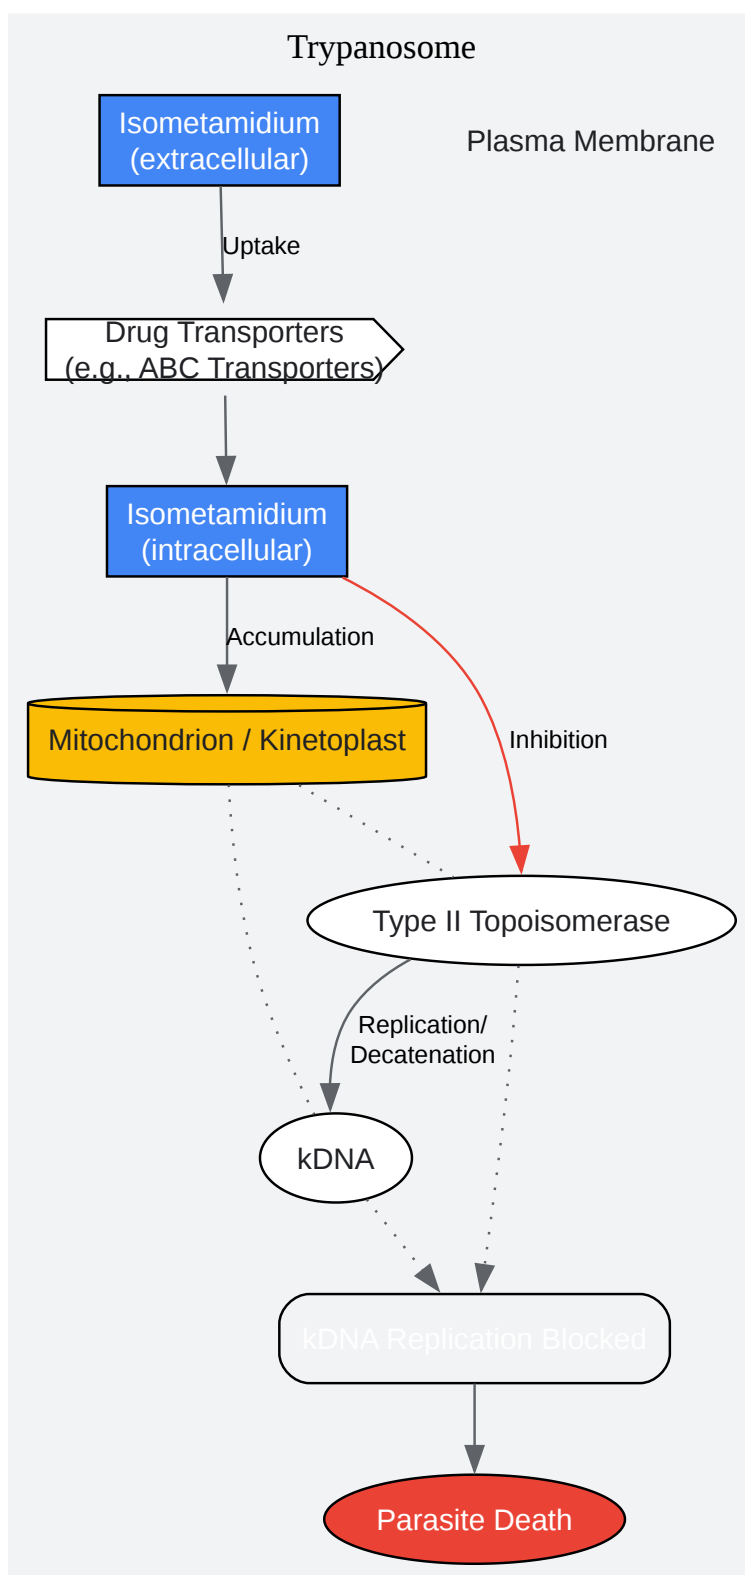 Trypanosome
Isometamidium
(extracellular)
Plasma Membrane
Uptake
Drug Transporters
(e.g., ABC Transporters)
Isometamidium
(intracellular)
Accumulation
Mitochondrion / Kinetoplast
Inhibition
Type II Topoisomerase
Replication/
Decatenation
kDNA
kDNA Replication Blocked
Parasite Death